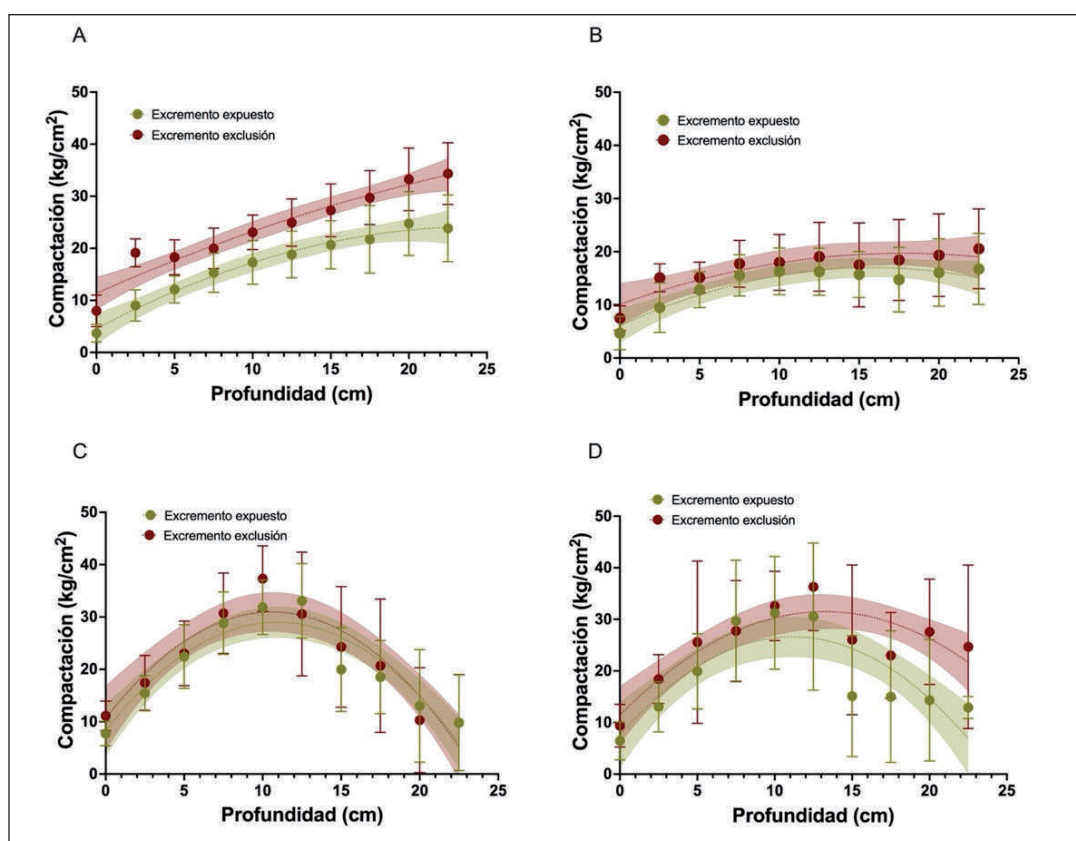 A
Compactación (kg/cm²)
50
40
30
20
10
0
Excremento expuesto
Excremento exclusión
0 5 10 15 20 25
Profundidad (cm)
B
Compactación (kg/cm²)
50
40
30
20
10
0
Excremento expuesto
Excremento exclusión
0 5 10 15 20 25
Profundidad (cm)
C
Compactación (kg/cm²)
50
40
30
20
10
0
Excremento expuesto
Excremento exclusión
0 5 10 15 20 25
Profundidad (cm)
D
Compactación (kg/cm²)
50
40
30
20
10
0
Excremento expuesto
Excremento exclusión
0 5 10 15 20 25
Profundidad (cm)